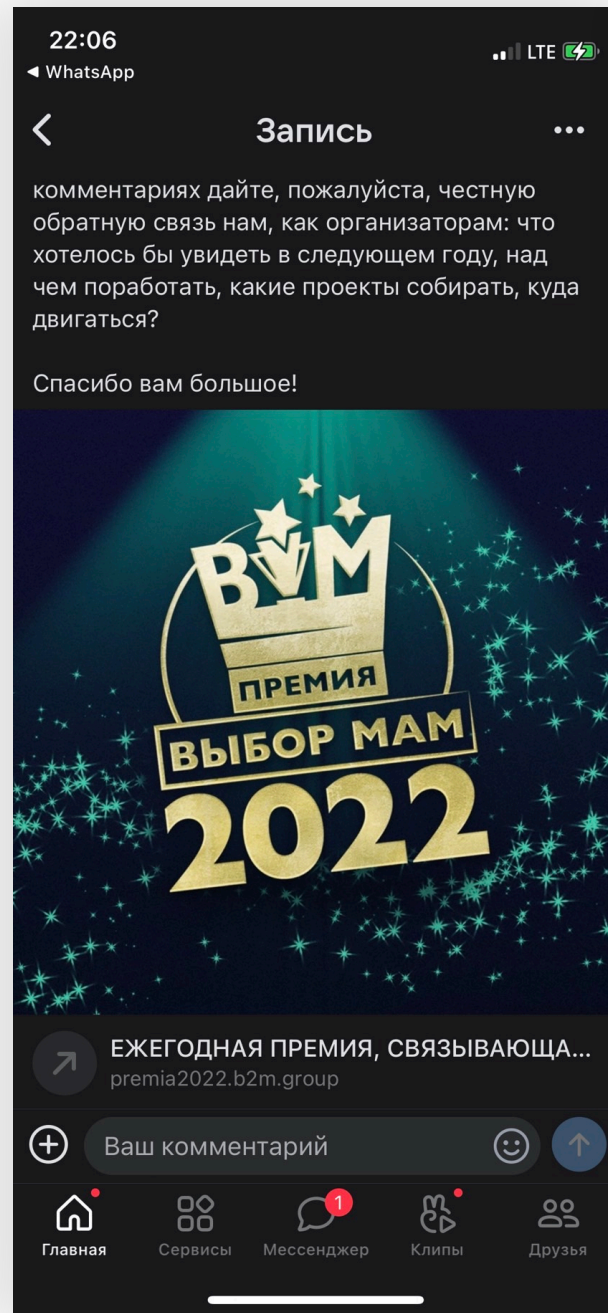 22:06
LTE
◀ WhatsApp
Запись
комментариях дайте, пожалуйста, честную
обратную связь нам, как организаторам: что
хотелось бы увидеть в следующем году, над
чем поработать, какие проекты собирать, куда
двигаться?
Спасибо вам большое!
ВЫМ
ПРЕМИЯ
ВЫБОР МАМ
2022
ЕЖЕГОДНАЯ ПРЕМИЯ, СВЯЗЫВАЮЩА...
premia2022.b2m.group
Ваш комментарий
1
Главная
Сервисы
Мессенджер
Клипы
Друзья